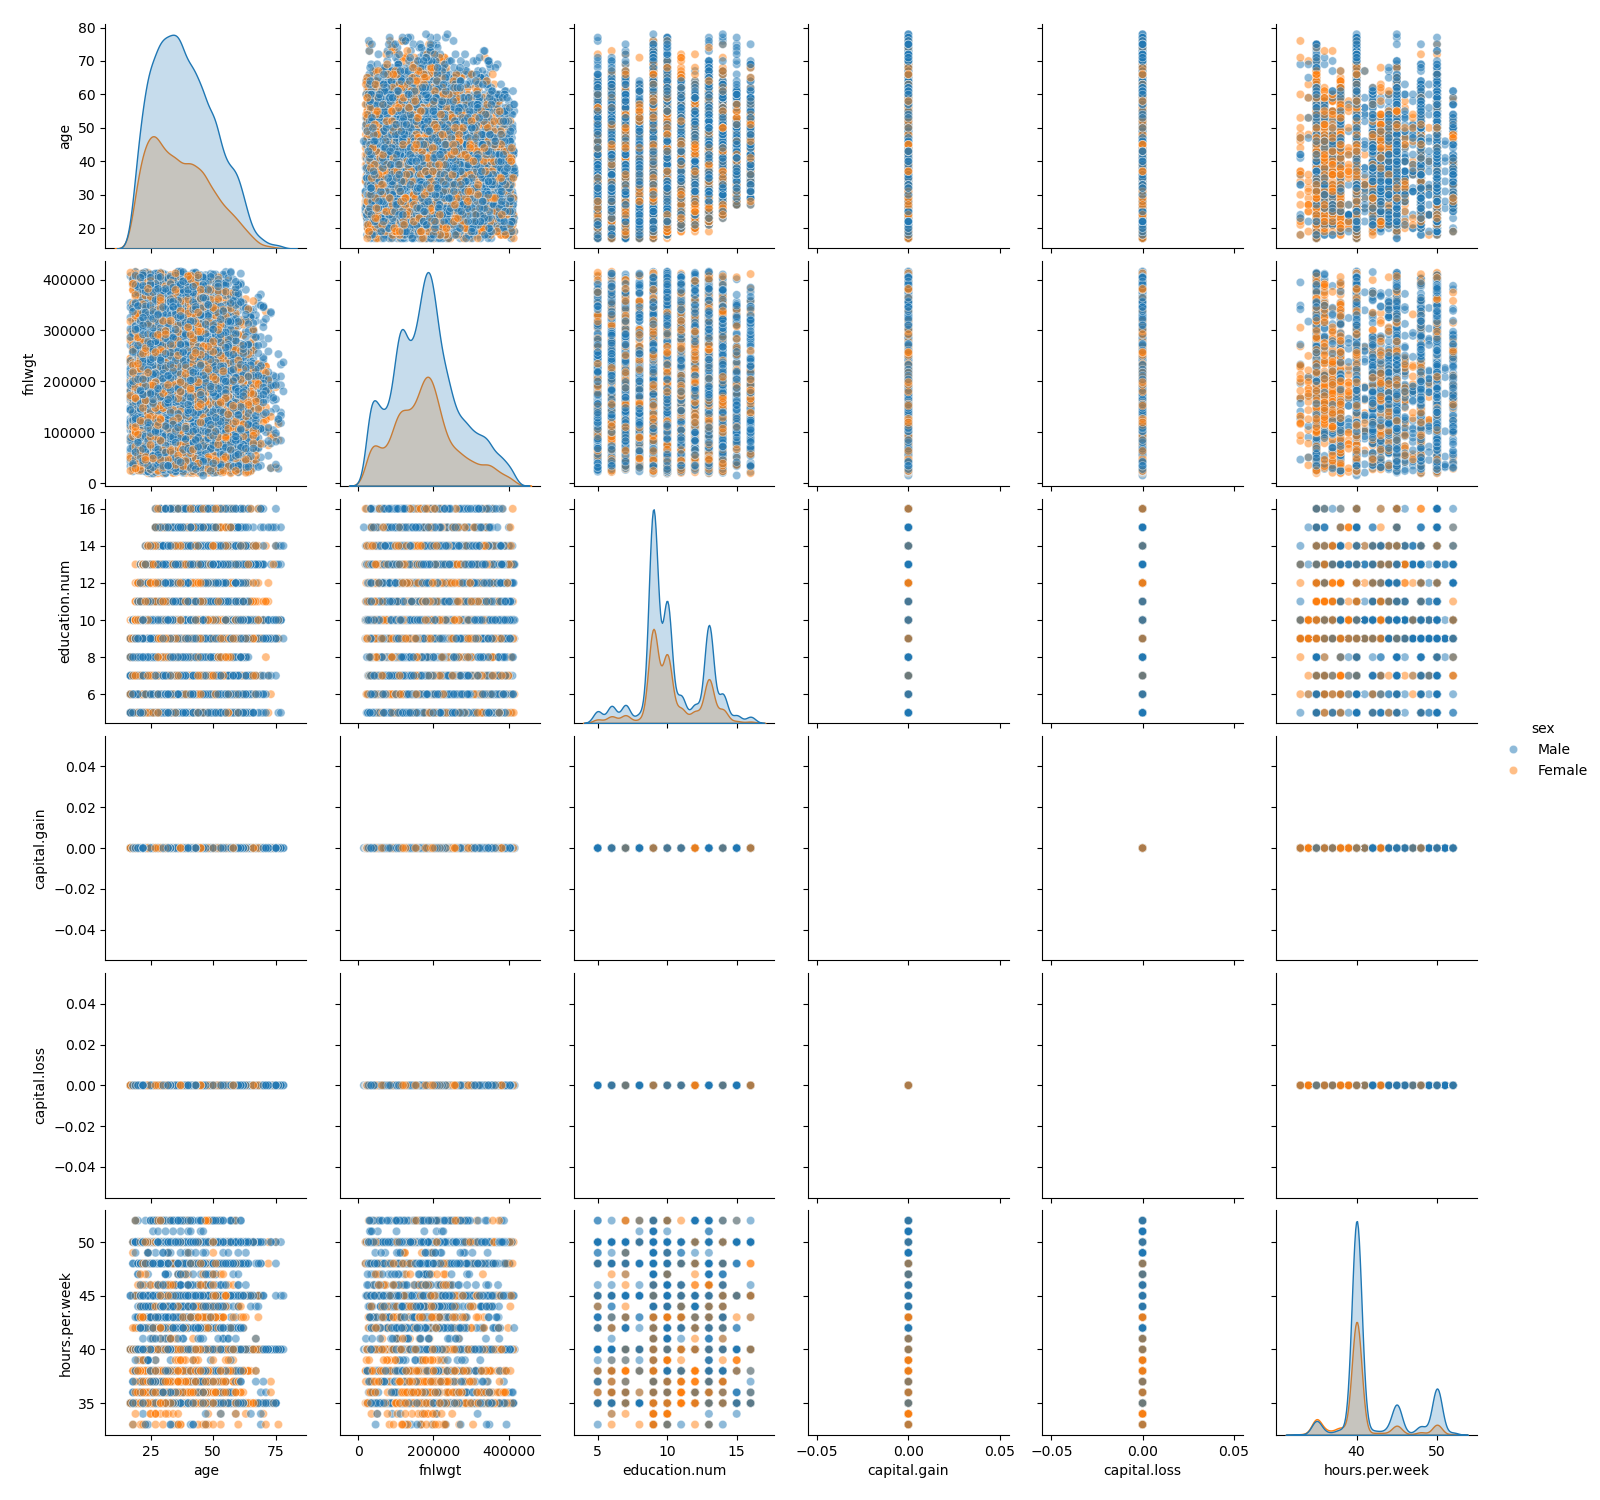 80
70
60
50
40
30
20
age
400000
300000
200000
100000
0
fnlwgt
16
14
12
10
8
6
education.num
sex
Male
Female
0.04
0.02
0.00
−0.02
−0.04
capital.gain
0.04
0.02
0.00
−0.02
−0.04
capital.loss
50
45
40
35
hours.per.week
25 50 75 0 200000 400000 5 10 15 −0.05 0.00 0.05 −0.05 0.00 0.05 40 50
age fnlwgt education.num capital.gain capital.loss hours.per.week